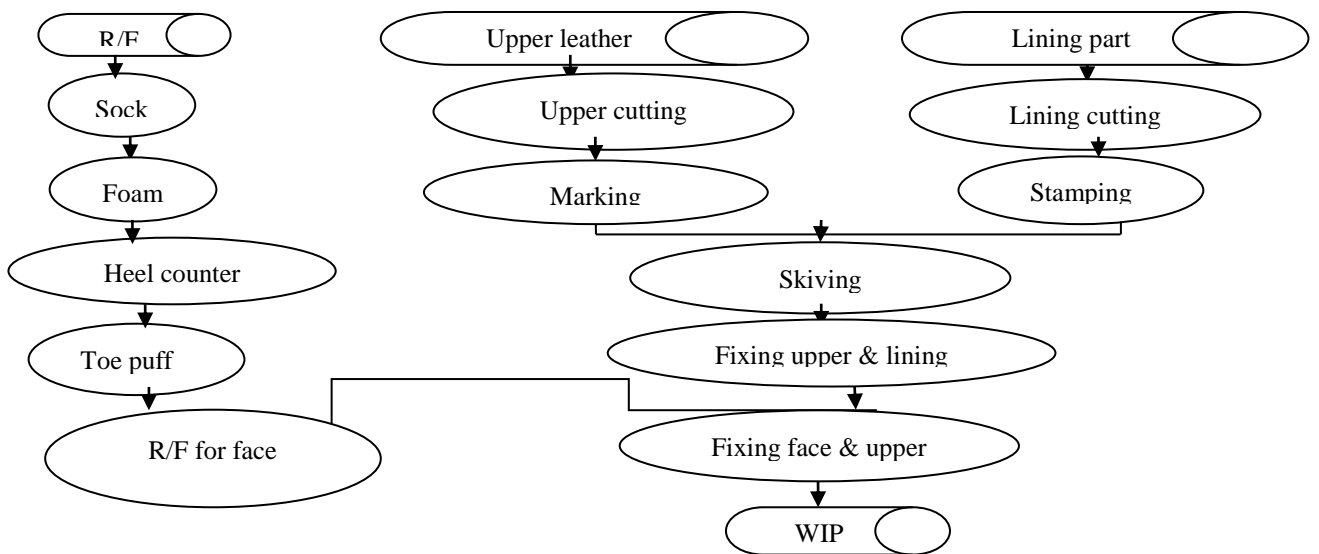 R/F
Upper leather
Lining part
Sock
Upper cutting
Lining cutting
Foam
Marking
Stamping
Heel counter
Skiving
Toe puff
Fixing upper & lining
R/F for face
Fixing face & upper
WIP